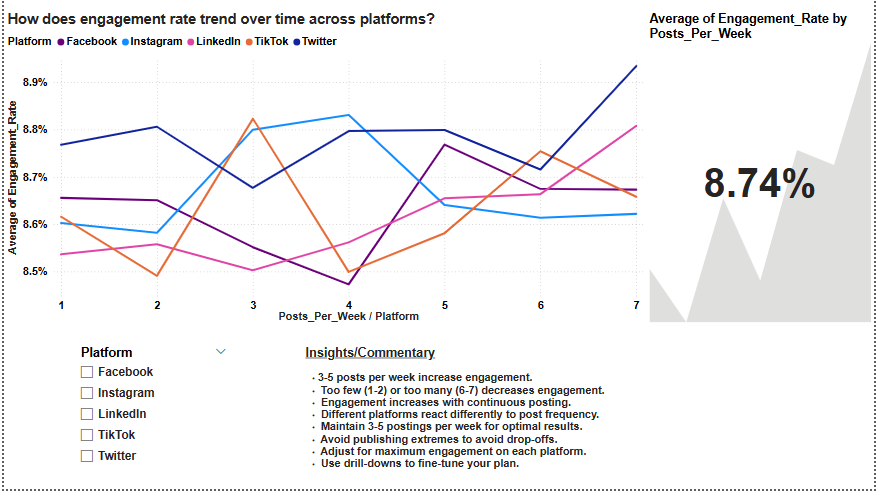 How does engagement rate trend over time across platforms?
Platform Facebook Instagram LinkedIn TikTok Twitter
Average of Engagement_Rate
8.9%
8.8%
8.7%
8.6%
8.5%
1 2 3 4 5 6 7
Posts_Per_Week / Platform
Average of Engagement_Rate by
Posts_Per_Week
8.74%
Platform
Facebook
Instagram
LinkedIn
TikTok
Twitter
Insights/Commentary
· 3-5 posts per week increase engagement.
· Too few (1-2) or too many (6-7) decreases engagement.
· Engagement increases with continuous posting.
· Different platforms react differently to post frequency.
· Maintain 3-5 postings per week for optimal results.
· Avoid publishing extremes to avoid drop-offs.
· Adjust for maximum engagement on each platform.
· Use drill-downs to fine-tune your plan.